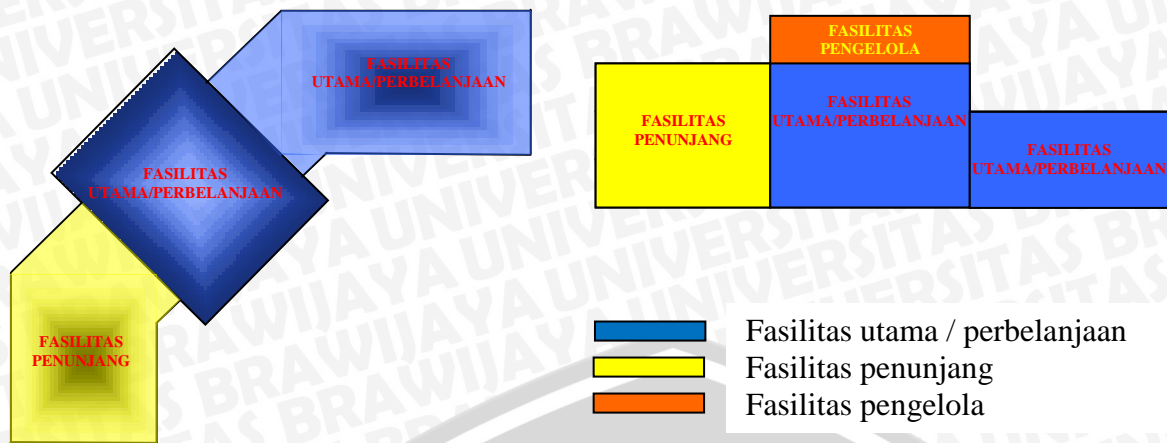 FASILITAS
UTAMA/PERBELANJAAN
FASILITAS
UTAMA/PERBELANJAAN
FASILITAS
PENUNJANG
FASILITAS
PENGELOLA
FASILITAS
PENUNJANG
FASILITAS
UTAMA/PERBELANJAAN
FASILITAS
UTAMA/PERBELANJAAN
Fasilitas utama / perbelanjaan
Fasilitas penunjang
Fasilitas pengelola